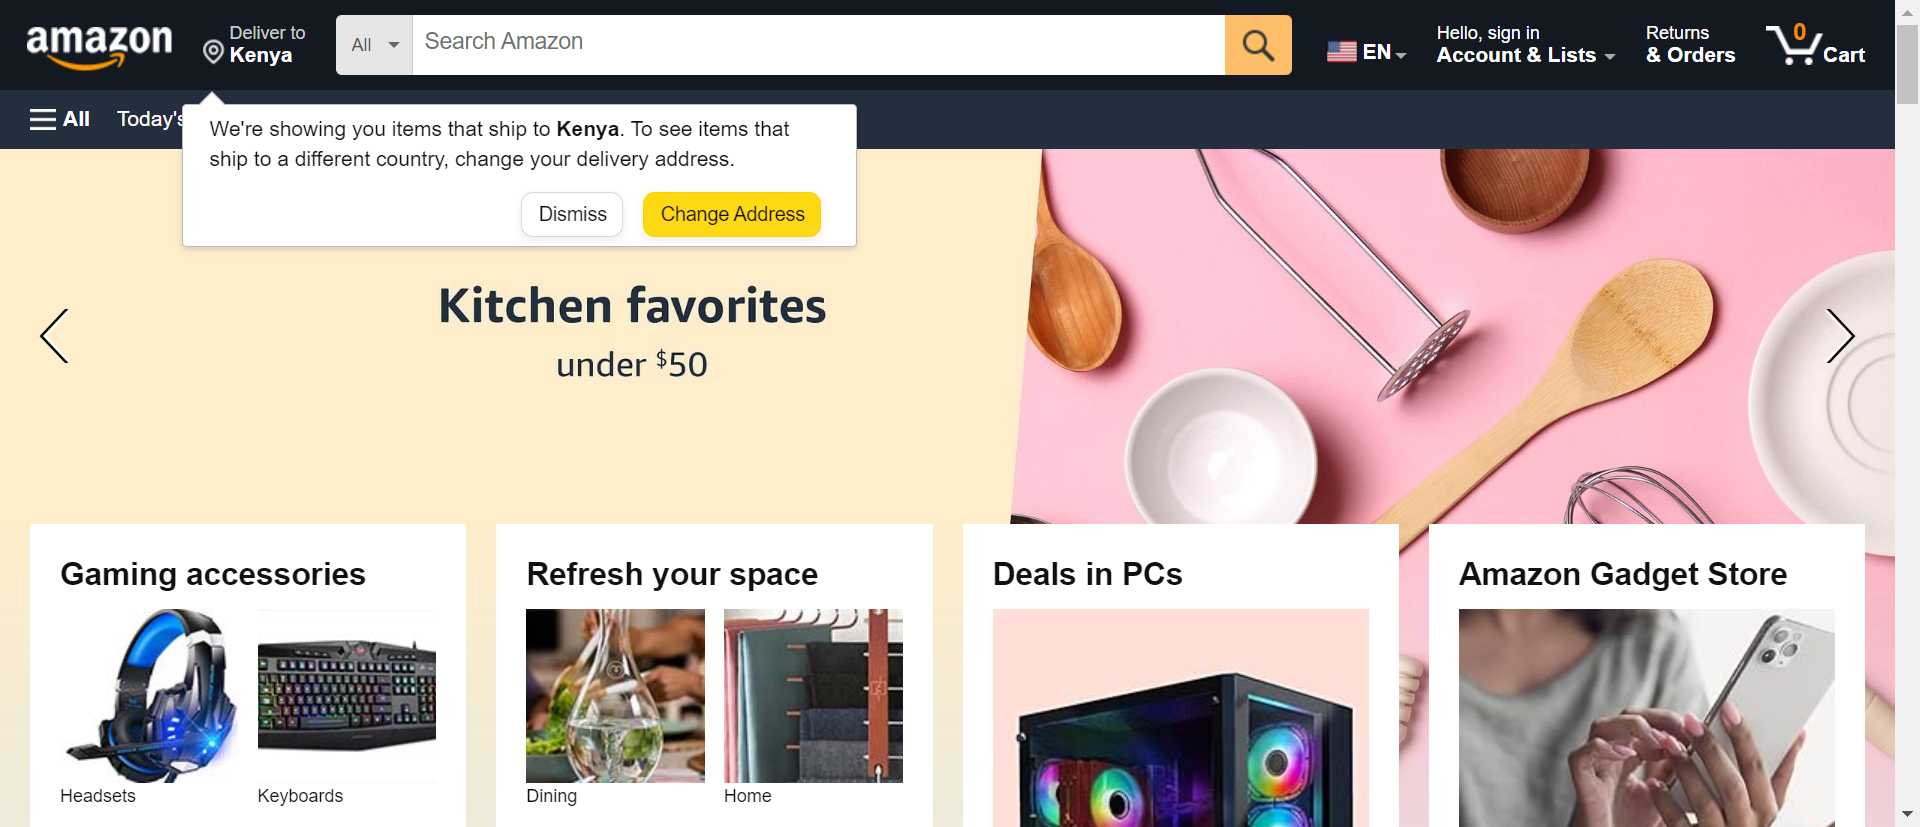 amazon
Deliver to
Kenya
All
Search Amazon
EN
Hello, sign in
Account & Lists
Returns
& Orders
0
Cart
All
Today's
We're showing you items that ship to Kenya. To see items that
ship to a different country, change your delivery address.
Dismiss
Change Address
Kitchen favorites
under $50
Gaming accessories
Headsets
Keyboards
Refresh your space
Dining
Home
Deals in PCs
Amazon Gadget Store